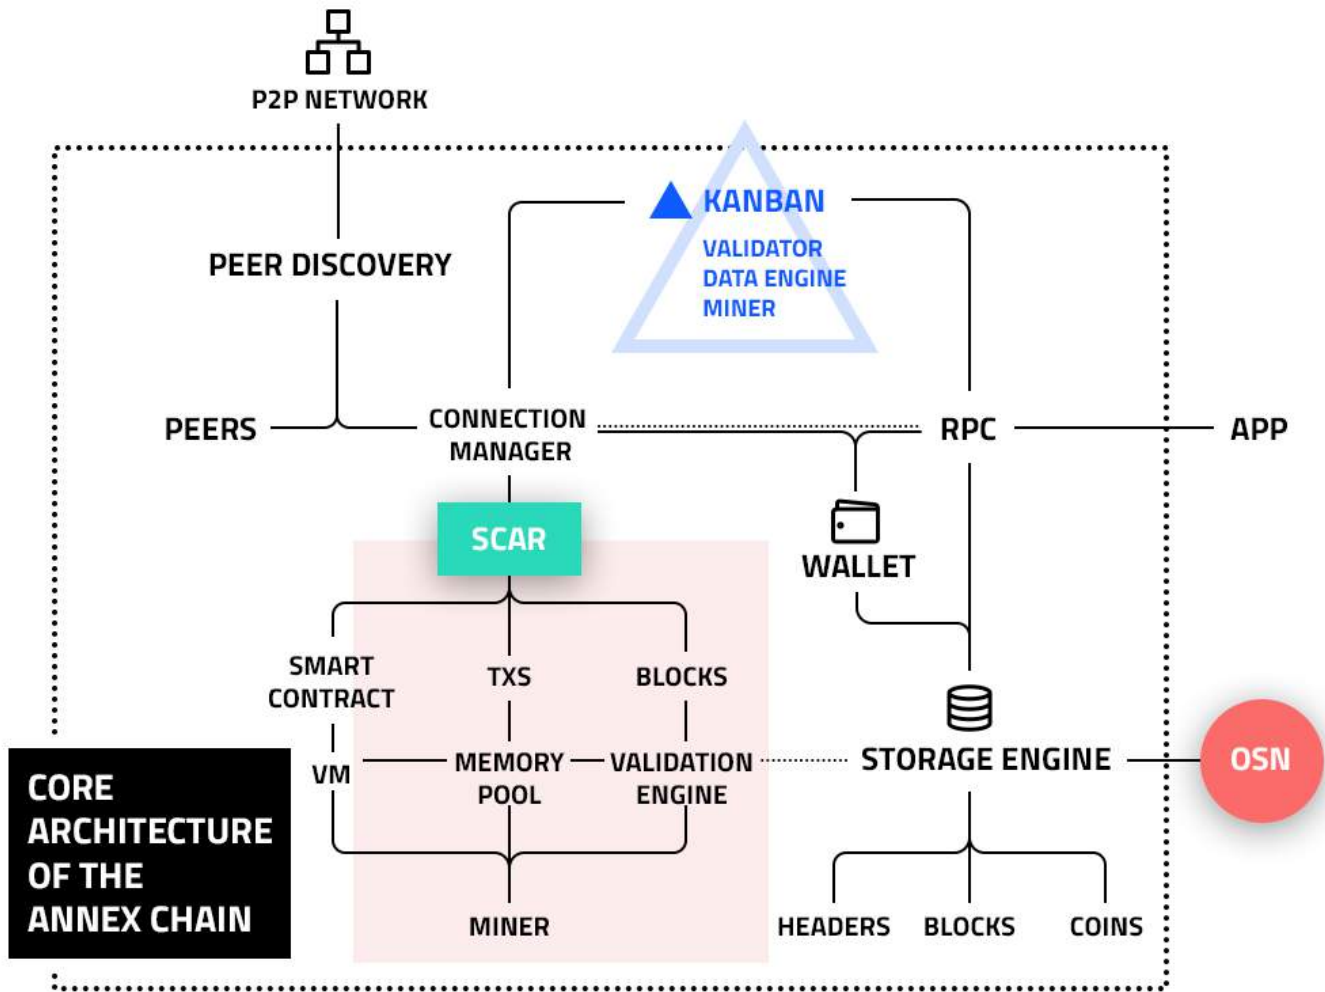 P2P NETWORK
KANBAN
VALIDATOR
DATA ENGINE
MINER
PEER DISCOVERY
PEERS
CONNECTION
MANAGER
RPC
APP
SCAR
WALLET
SMART
CONTRACT
TXS
BLOCKS
VM
MEMORY
POOL
VALIDATION
ENGINE
STORAGE ENGINE
OSN
CORE
ARCHITECTURE
OF THE
ANNEX CHAIN
MINER
HEADERS
BLOCKS
COINS